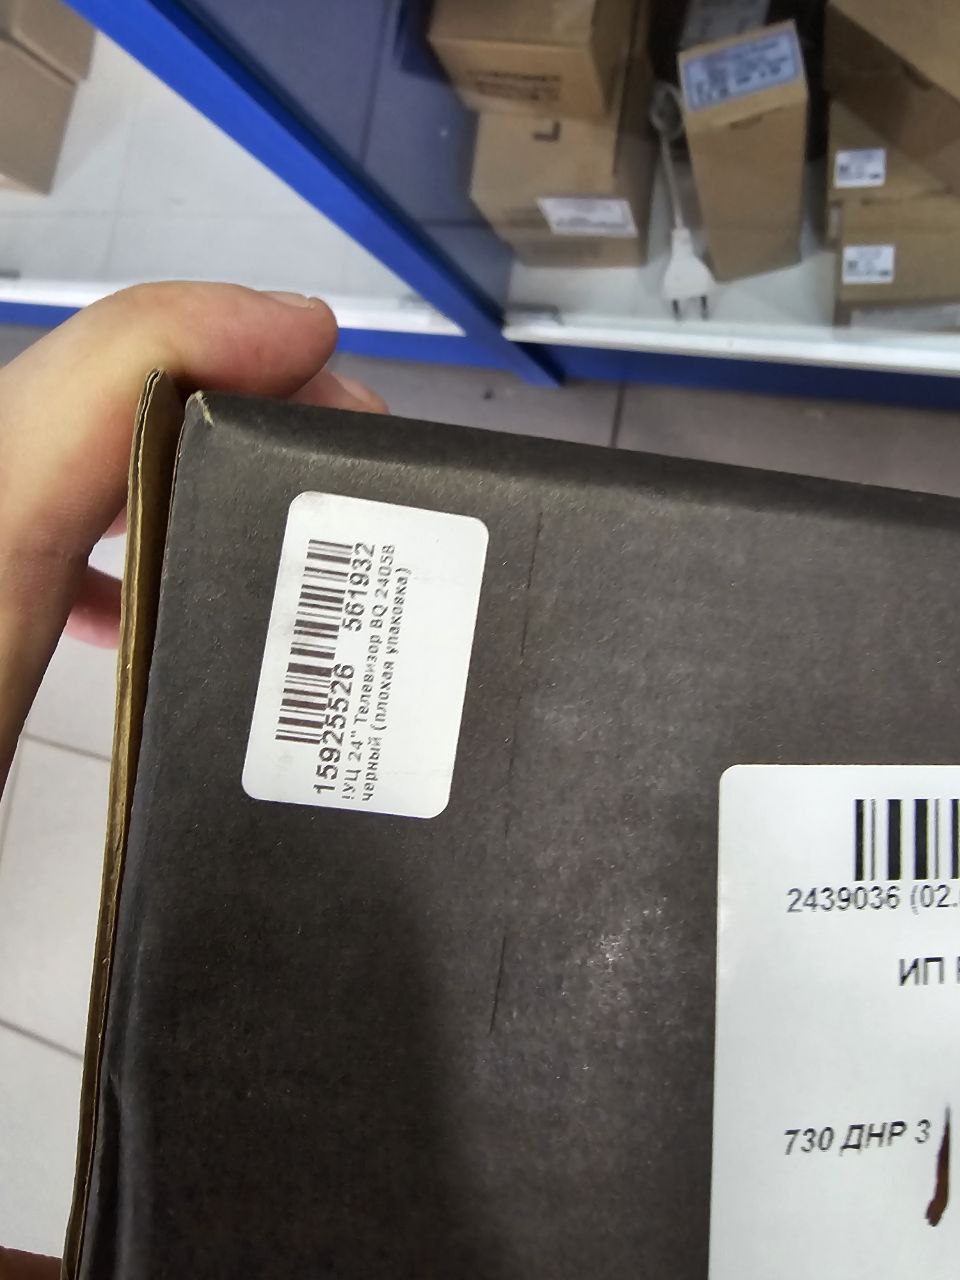 15925526 561932
!УЦ 24" Телевизор BQ 2405B
черный (плохая упаковка)
2439036 (02.
ИП
730 ДНР 3